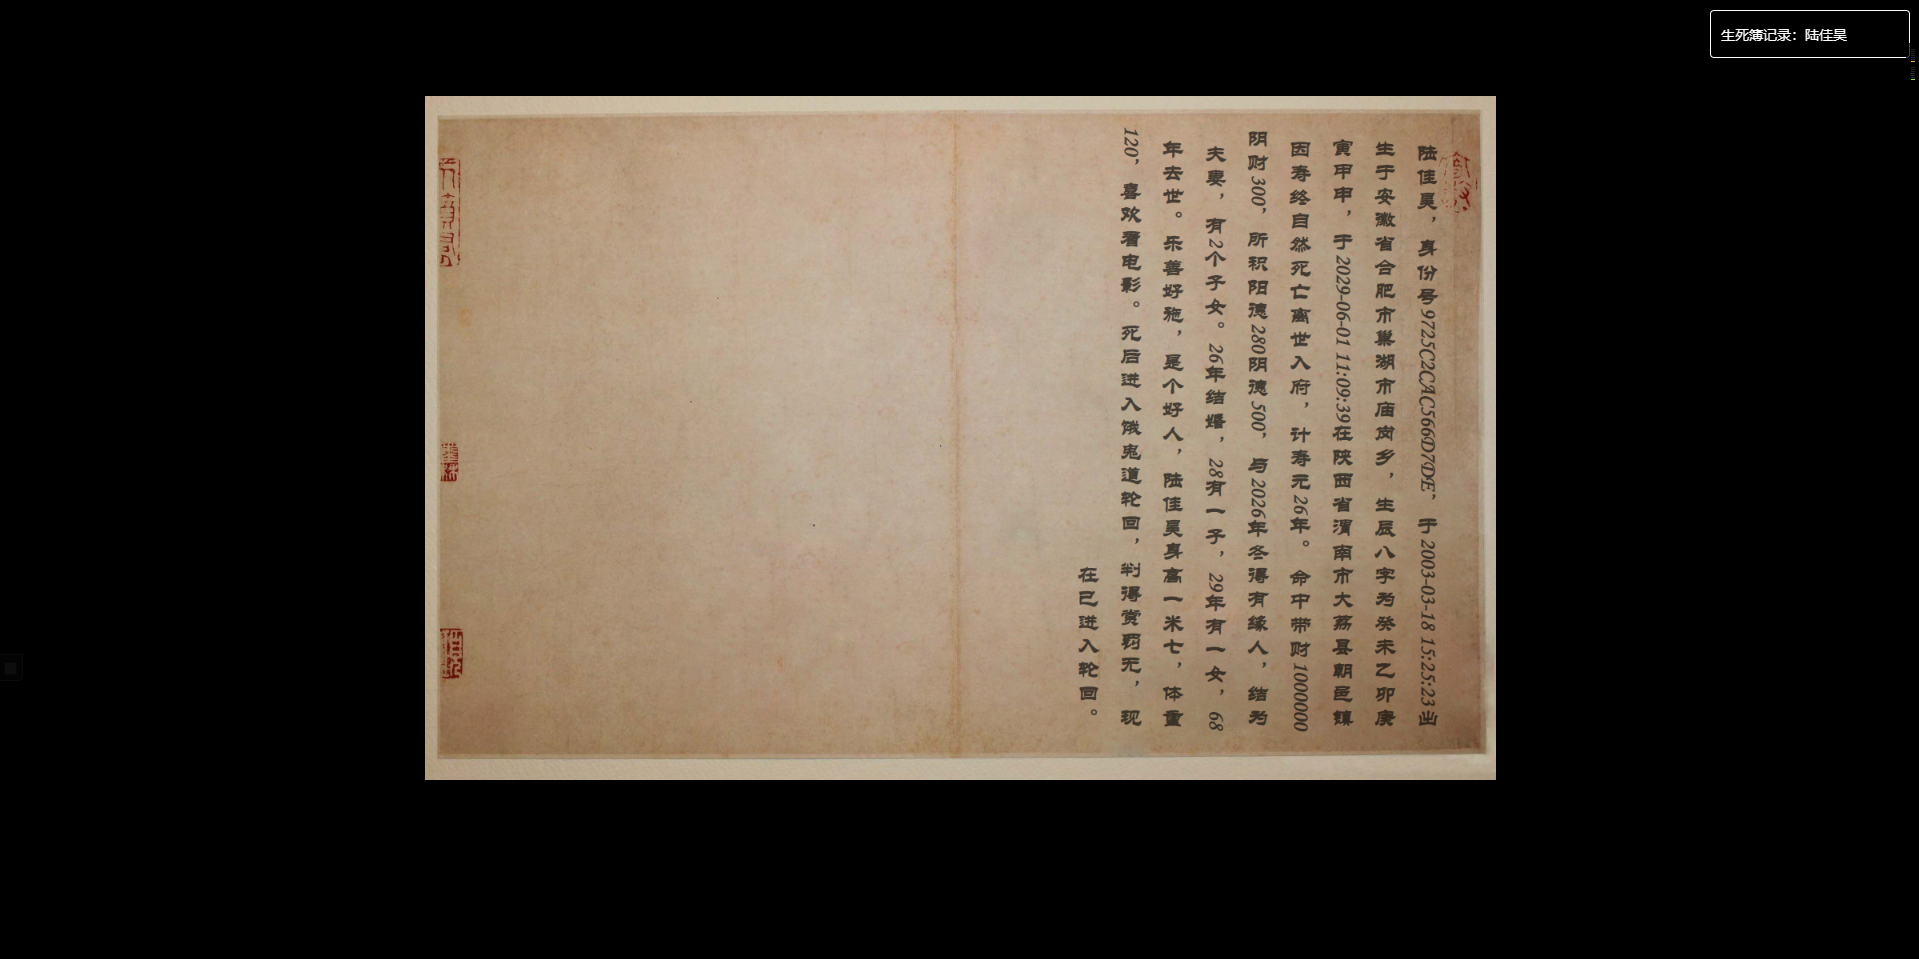 生死簿记录：陆佳昊
陆佳昊，身份号9725C2CAC566D7DE、于2003-03-18 15:25:23出
生于安徽省合肥市巢湖市庙岗乡，生辰八字为癸未乙卯庚
寅甲申，于2029-06-01 11:09:39在陕西省渭南市大荔县朝邑镇
因寿终自然死亡离世入府，计寿元26年。命中带财1000000
阴财300、所积阳德280阴德500、与2026年冬得有缘人，结为
夫妻，有2个子女。26年结婚，28有一子，29年有一女，68
年去世。乐善好施，是个好人，陆佳昊身高一米七，体重
120、喜欢看电影。死后进入饿鬼道轮回，判得赏罚无，现
在已进入轮回。